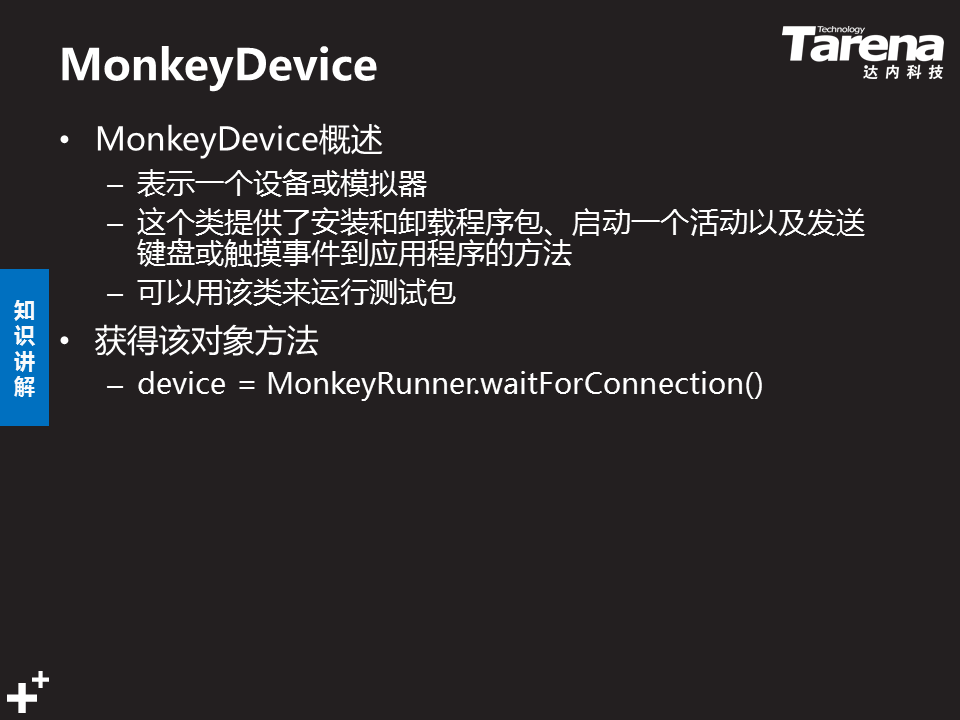 MonkeyDevice
Technology
Tarena
达内科技
• MonkeyDevice概述
– 表示一个设备或模拟器
– 这个类提供了安装和卸载程序包、启动一个活动以及发送
键盘或触摸事件到应用程序的方法
– 可以用该类来运行测试包
知识讲解
• 获得该对象方法
– device = MonkeyRunner.waitForConnection()